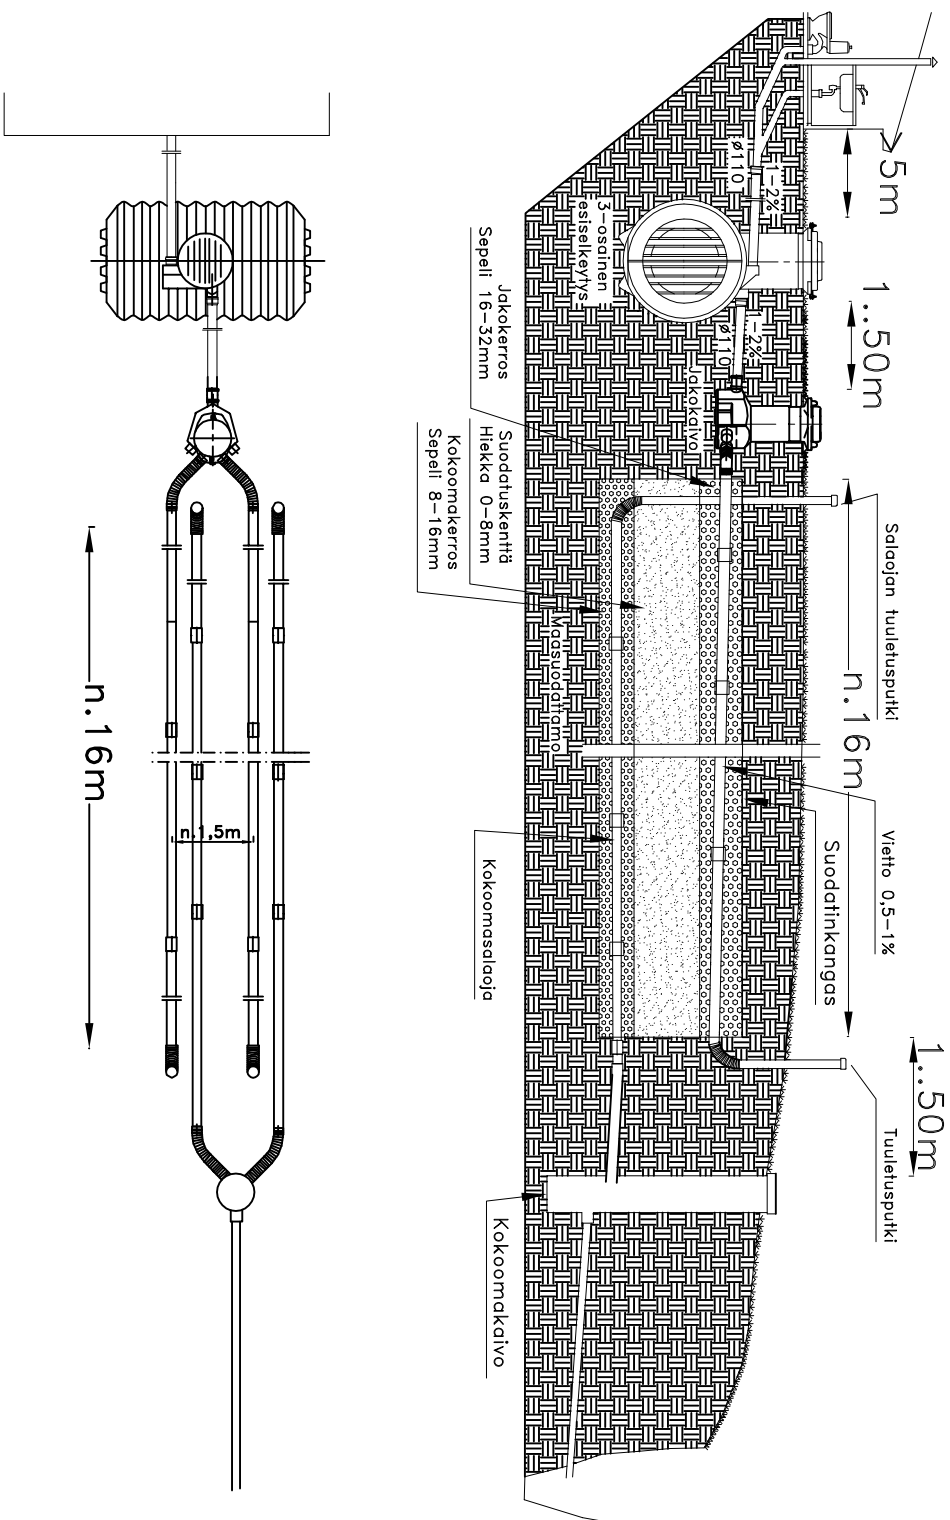 >5m
1..50m
n.16m
1..50m
Salaojan tuuletusputki
Vietto 0,5-1%
Suodatinkangas
Tuuletusputki
1-2%
ø110
3-osainen
esiselkeytys
1-2%
ø110
Jakokaivo
Jakokerros
Sepeli 16-32mm
Suodatuskenttä
Hiekka 0-8mm
Kokoomakerros
Sepeli 8-16mm
Maasuodattamo
Kokoomasalaoja
Kokoomakaivo
n.1,5m
n.16m